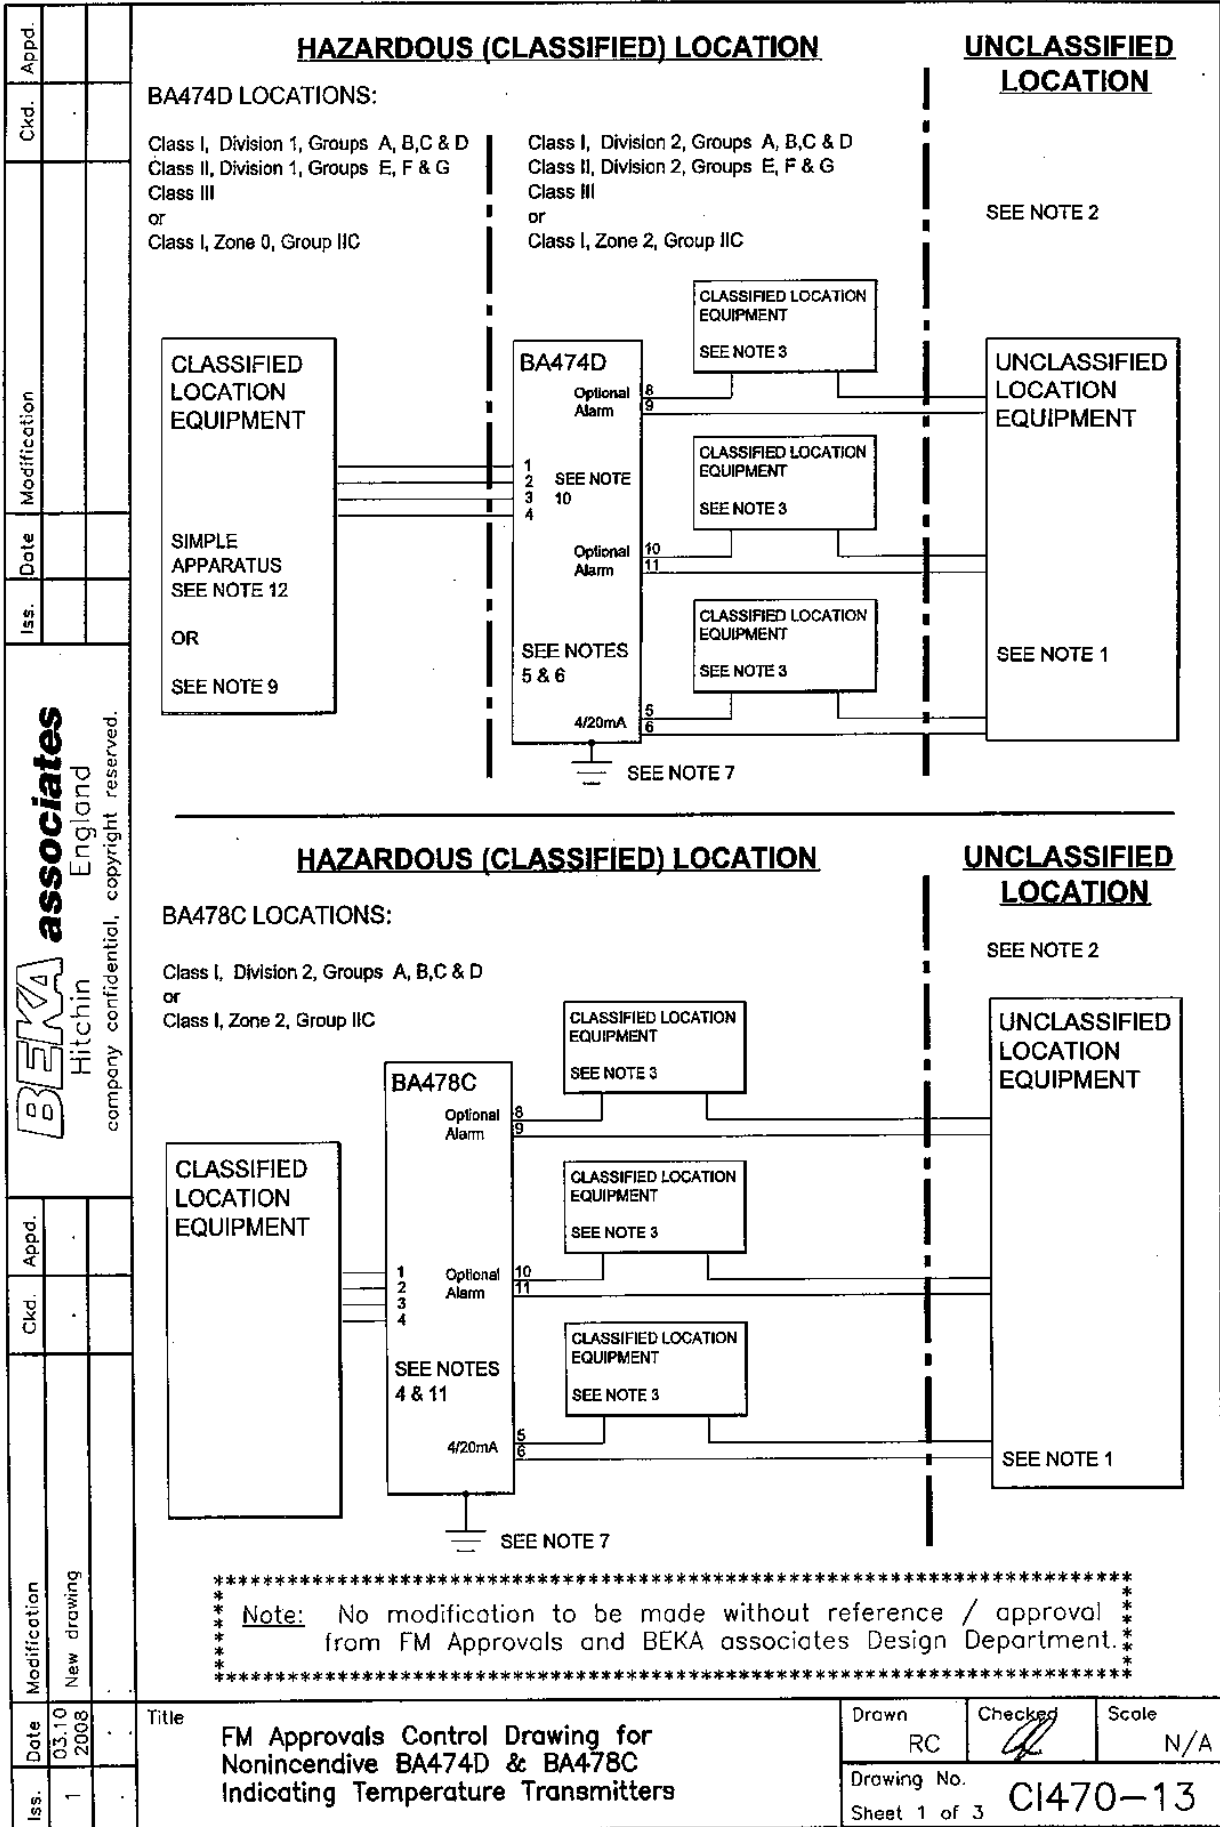 HAZARDOUS (CLASSIFIED) LOCATION
UNCLASSIFIED
LOCATION
BA474D LOCATIONS:
Class I, Division 1, Groups A, B,C & D
Class II, Division 1, Groups E, F & G
Class III
or
Class I, Zone 0, Group IIC
Class I, Division 2, Groups A, B,C & D
Class II, Division 2, Groups E, F & G
Class III
or
Class I, Zone 2, Group IIC
SEE NOTE 2
CLASSIFIED
LOCATION
EQUIPMENT
SIMPLE
APPARATUS
SEE NOTE 12
OR
SEE NOTE 9
BA474D
Optional
Alarm
8
9
1
2
3
4
SEE NOTE
10
Optional
Alarm
10
11
SEE NOTES
5 & 6
4/20mA
5
6
SEE NOTE 7
CLASSIFIED LOCATION
EQUIPMENT
SEE NOTE 3
CLASSIFIED LOCATION
EQUIPMENT
SEE NOTE 3
CLASSIFIED LOCATION
EQUIPMENT
SEE NOTE 3
UNCLASSIFIED
LOCATION
EQUIPMENT
SEE NOTE 1
HAZARDOUS (CLASSIFIED) LOCATION
UNCLASSIFIED
LOCATION
BA478C LOCATIONS:
SEE NOTE 2
Class I, Division 2, Groups A, B,C & D
or
Class I, Zone 2, Group IIC
CLASSIFIED
LOCATION
EQUIPMENT
BA478C
Optional
Alarm
8
9
1
2
3
4
Optional
Alarm
10
11
SEE NOTES
4 & 11
4/20mA
5
6
SEE NOTE 7
CLASSIFIED LOCATION
EQUIPMENT
SEE NOTE 3
CLASSIFIED LOCATION
EQUIPMENT
SEE NOTE 3
CLASSIFIED LOCATION
EQUIPMENT
SEE NOTE 3
UNCLASSIFIED
LOCATION
EQUIPMENT
SEE NOTE 1
Note: No modification to be made without reference / approval
from FM Approvals and BEKA associates Design Department.
Title
FM Approvals Control Drawing for
Nonincendive BA474D & BA478C
Indicating Temperature Transmitters
Drawn
RC
Checked
Scale
N/A
Drawing No.
CI470-13
Sheet 1 of 3
Iss. Date Modification Ckd. Appd.
BEKA associates
Hitchin England
company confidential, copyright reserved.
Iss. Date Modification Ckd. Appd.
1 03.10 2008 New drawing